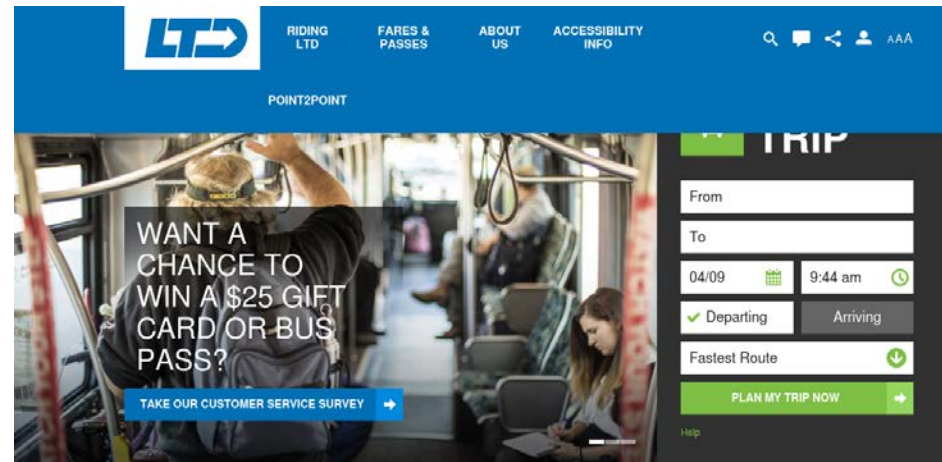 LTD
RIDING
LTD
FARES &
PASSES
ABOUT
US
ACCESSIBILITY
INFO
AAA
POINT2POINT
TRIP
WANT A
CHANCE TO
WIN A $25 GIFT
CARD OR BUS
PASS?
TAKE OUR CUSTOMER SERVICE SURVEY
From
To
04/09
9:44 am
Departing
Arriving
Fastest Route
PLAN MY TRIP NOW
Help